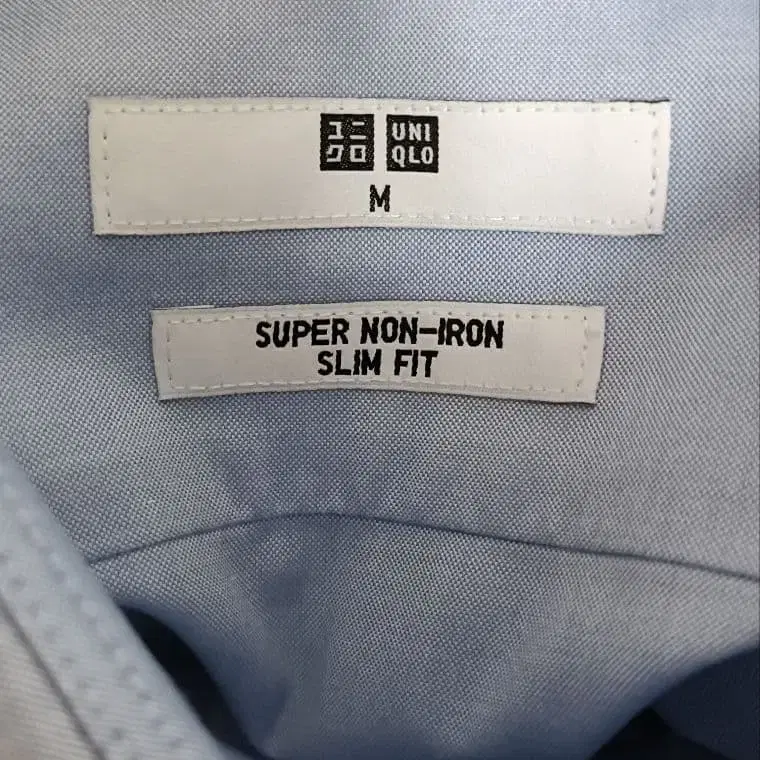 ユニ
クロ
UNI
QLO
M
SUPER NON-IRON
SLIM FIT